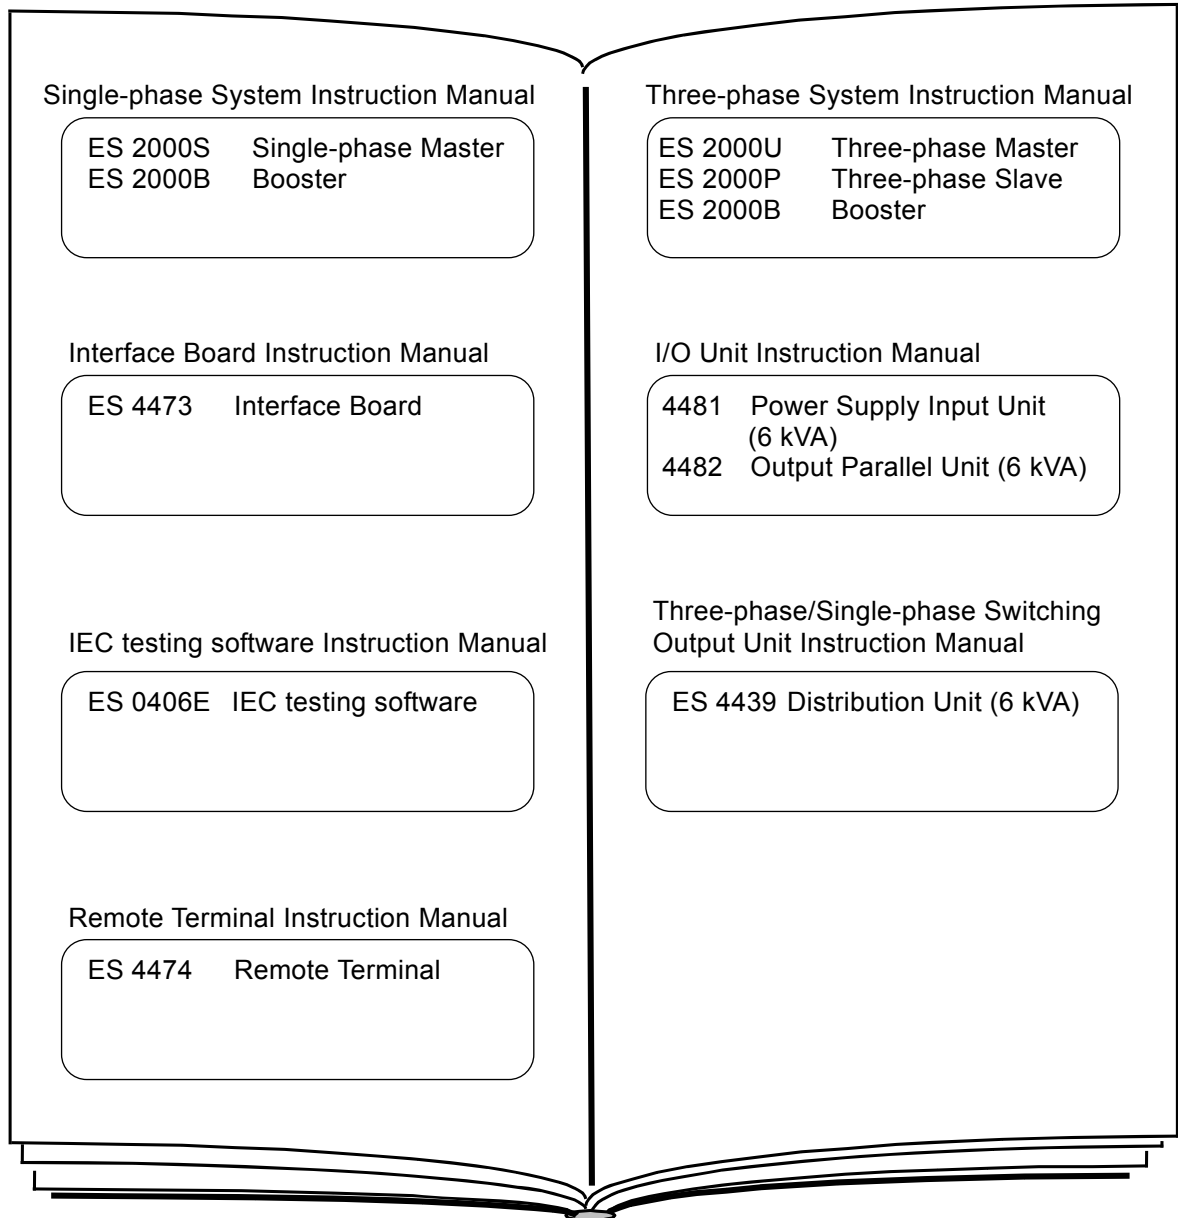 Single-phase System Instruction Manual
ES 2000S Single-phase Master
ES 2000B Booster
Interface Board Instruction Manual
ES 4473 Interface Board
IEC testing software Instruction Manual
ES 0406E IEC testing software
Remote Terminal Instruction Manual
ES 4474 Remote Terminal
Three-phase System Instruction Manual
ES 2000U Three-phase Master
ES 2000P Three-phase Slave
ES 2000B Booster
I/O Unit Instruction Manual
4481 Power Supply Input Unit
(6 kVA)
4482 Output Parallel Unit (6 kVA)
Three-phase/Single-phase Switching
Output Unit Instruction Manual
ES 4439 Distribution Unit (6 kVA)